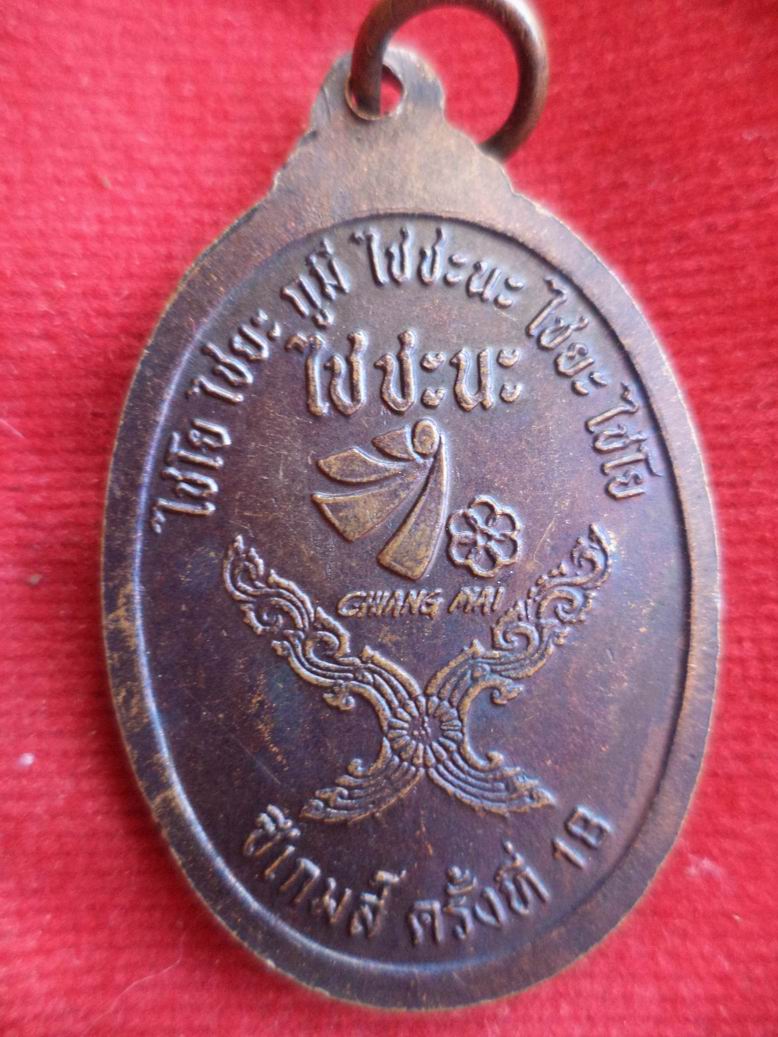 ไชโย ไชยะ ภูมี ไชชะนะ ไชยะ ไชโย
ไชชะนะ
CHIANG MAI
ซีเกมส์ ครั้งที่ 18